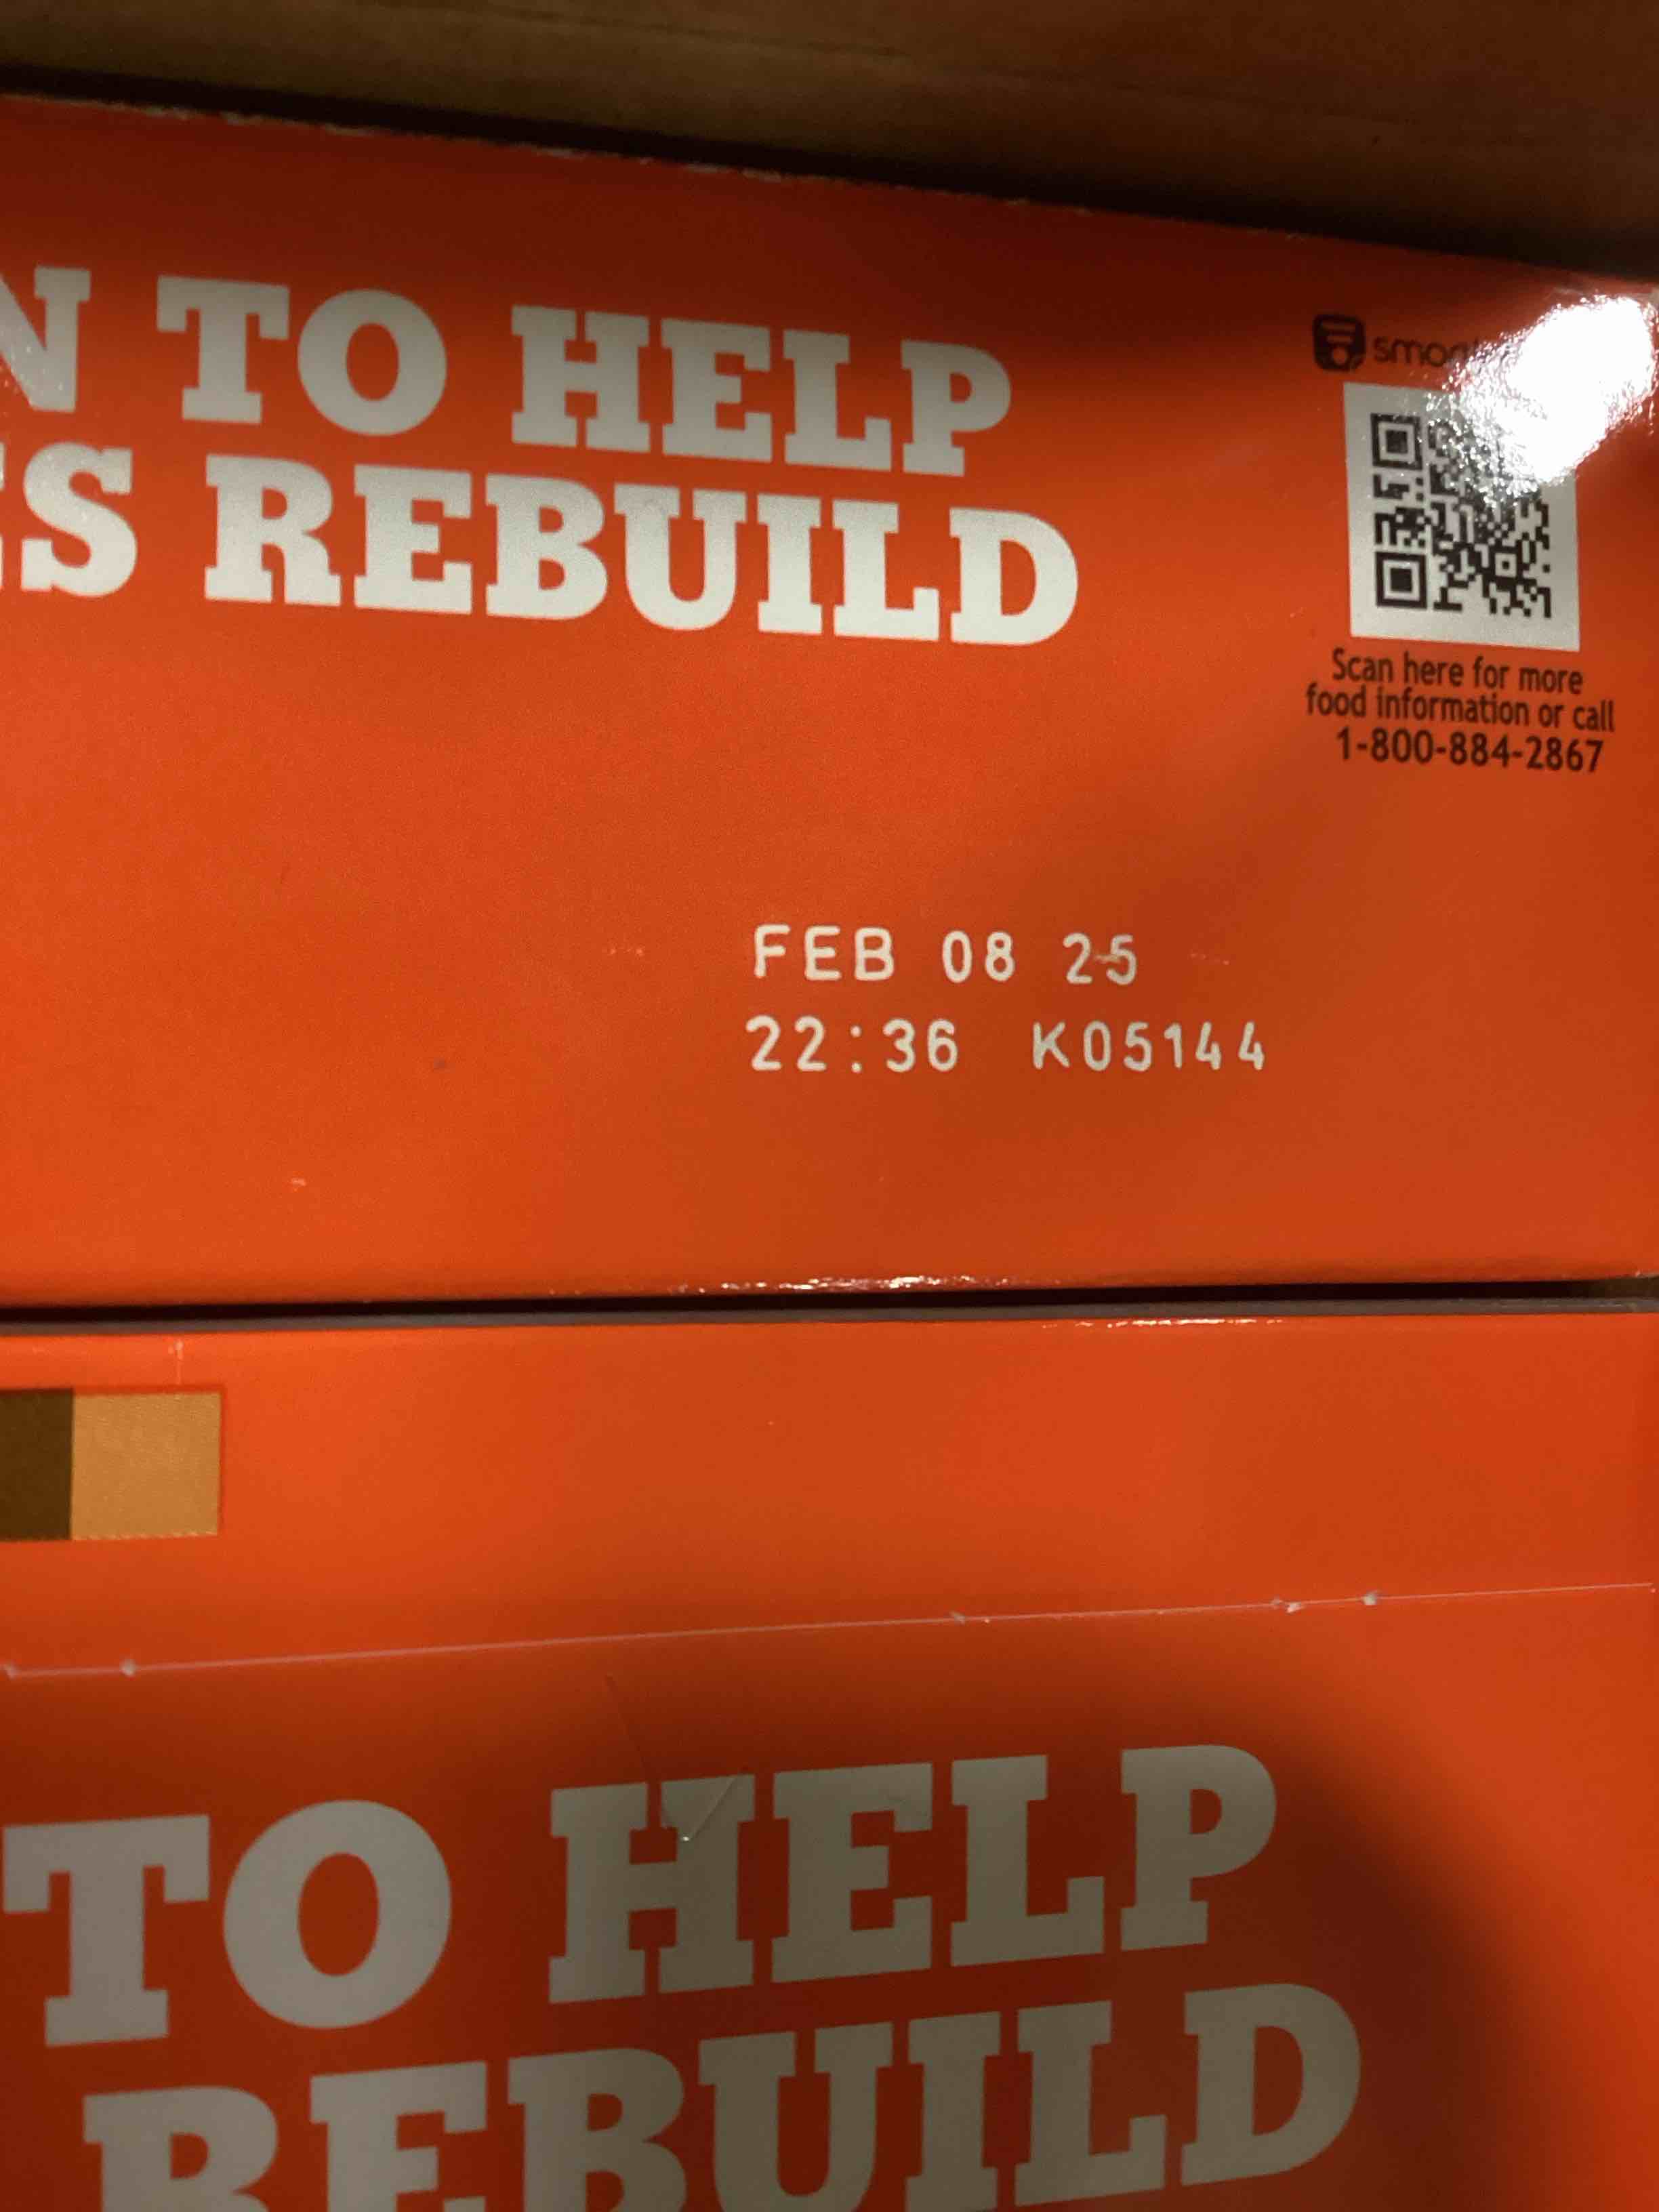 N TO HELP
ES REBUILD
Scan here for more
food information or call
1-800-884-2867
FEB 08 25
22:36 K05144
TO HELP
REBUILD